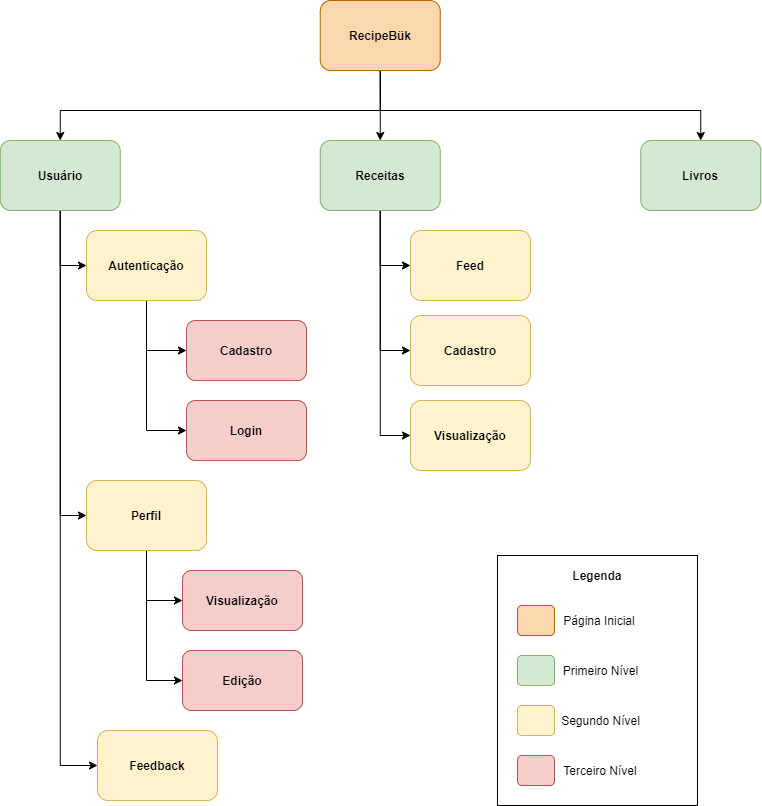 RecipeBük
Usuário
Receitas
Livros
Autenticação
Feed
Cadastro
Cadastro
Login
Visualização
Perfil
Visualização
Edição
Feedback
Legenda
Página Inicial
Primeiro Nível
Segundo Nível
Terceiro Nível